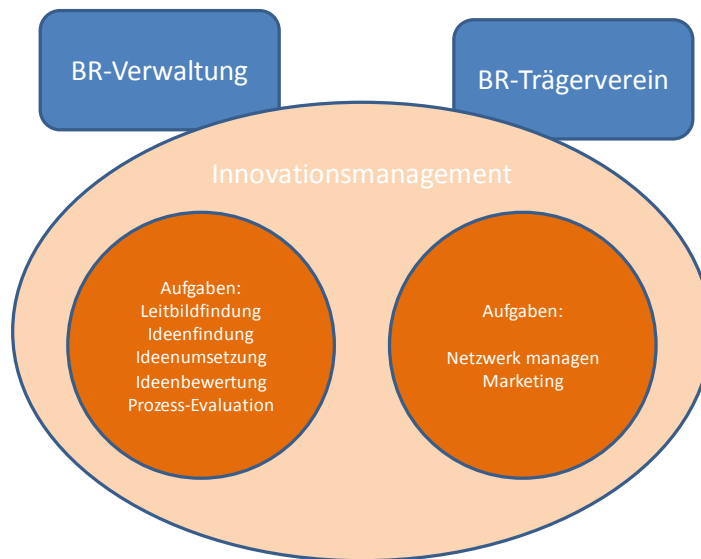 BR-Verwaltung
BR-Trägerverein
Innovationsmanagement
Aufgaben:
Leitbildfindung
Ideenfindung
Ideenumsetzung
Ideenbewertung
Prozess-Evaluation
Aufgaben:
Netzwerk managen
Marketing